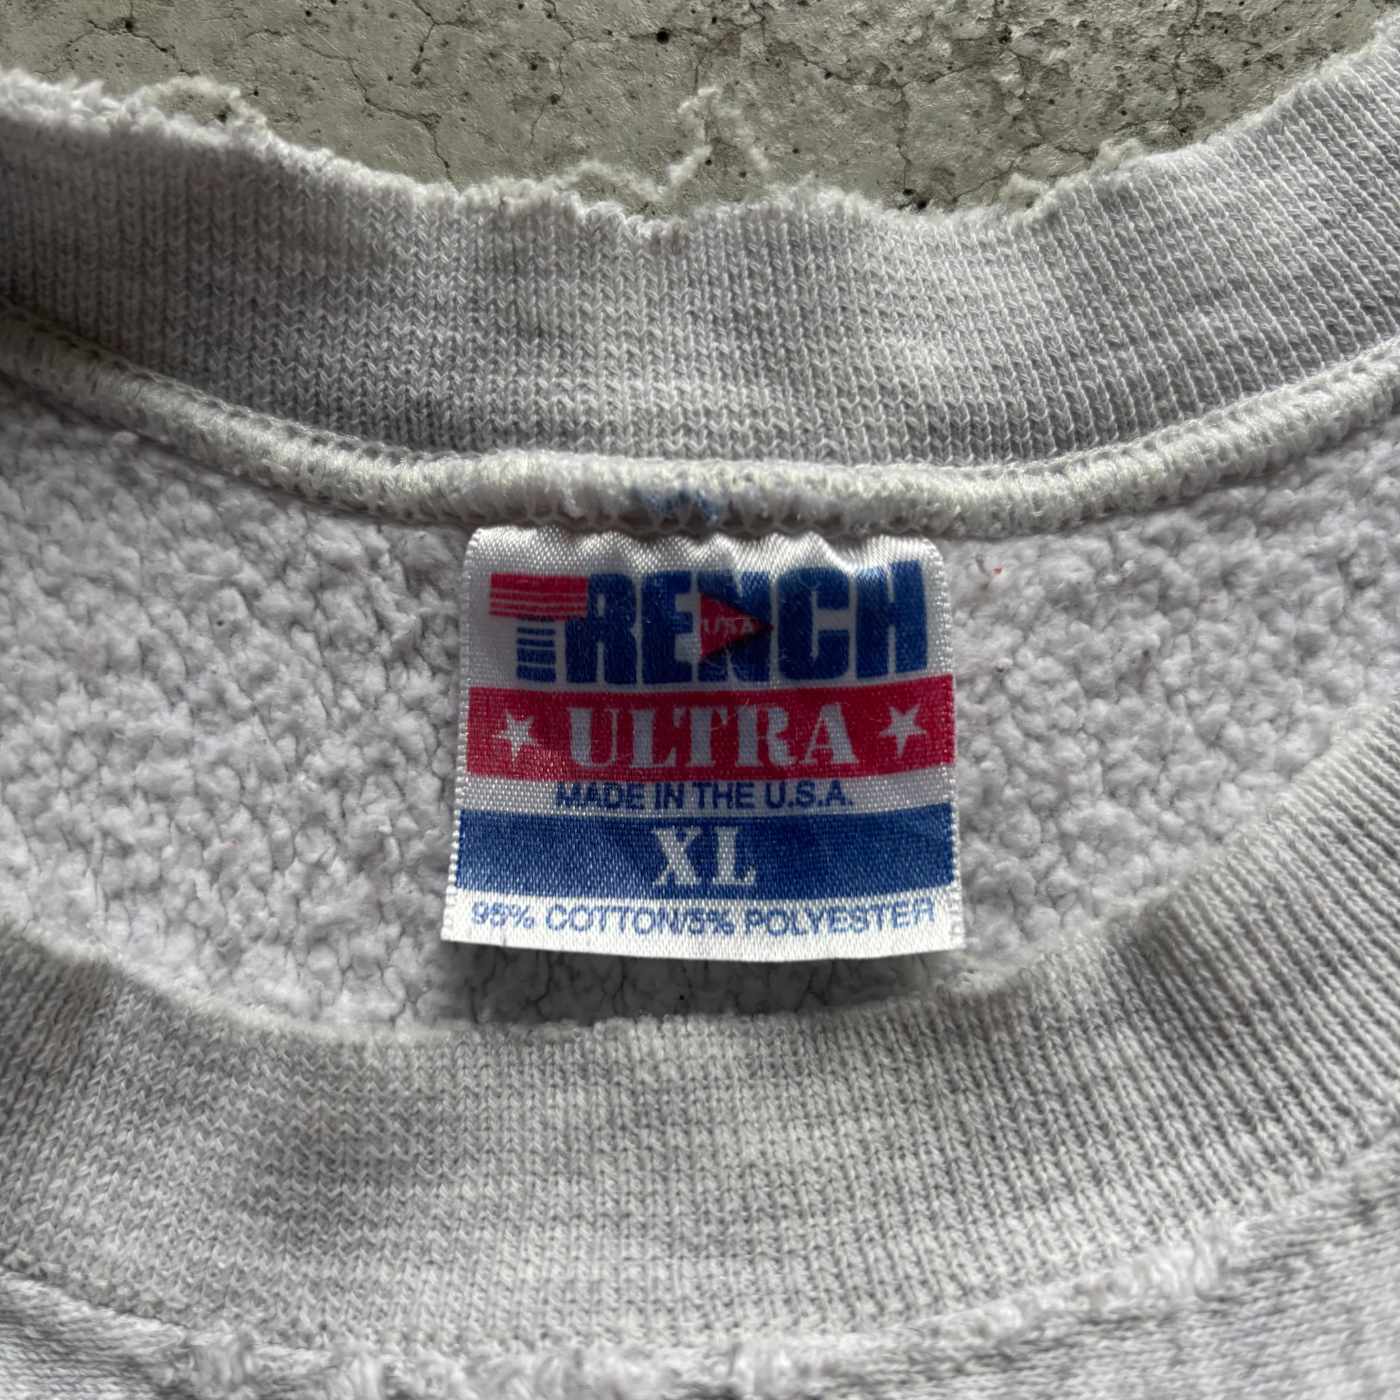 TRENCH
USA
ULTRA
MADE IN THE U.S.A.
XL
95% COTTON/5% POLYESTER